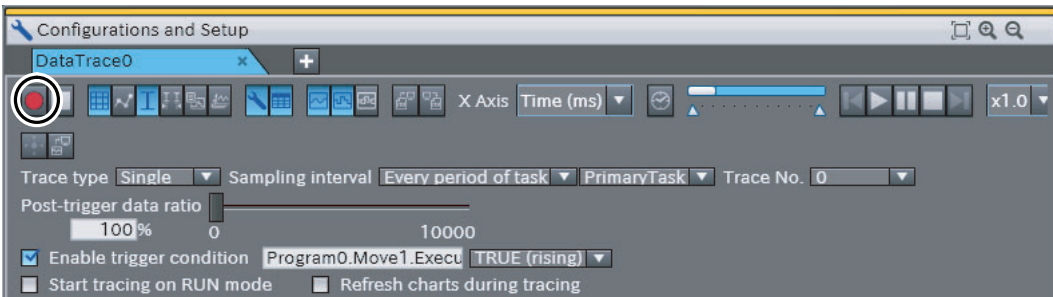 Configurations and Setup
DataTrace0 × +
X Axis Time (ms) x1.0
Trace type Single Sampling interval Every period of task PrimaryTask Trace No. 0
Post-trigger data ratio
100 % 0 10000
Enable trigger condition Program0.Move1.Execu TRUE (rising)
Start tracing on RUN mode Refresh charts during tracing